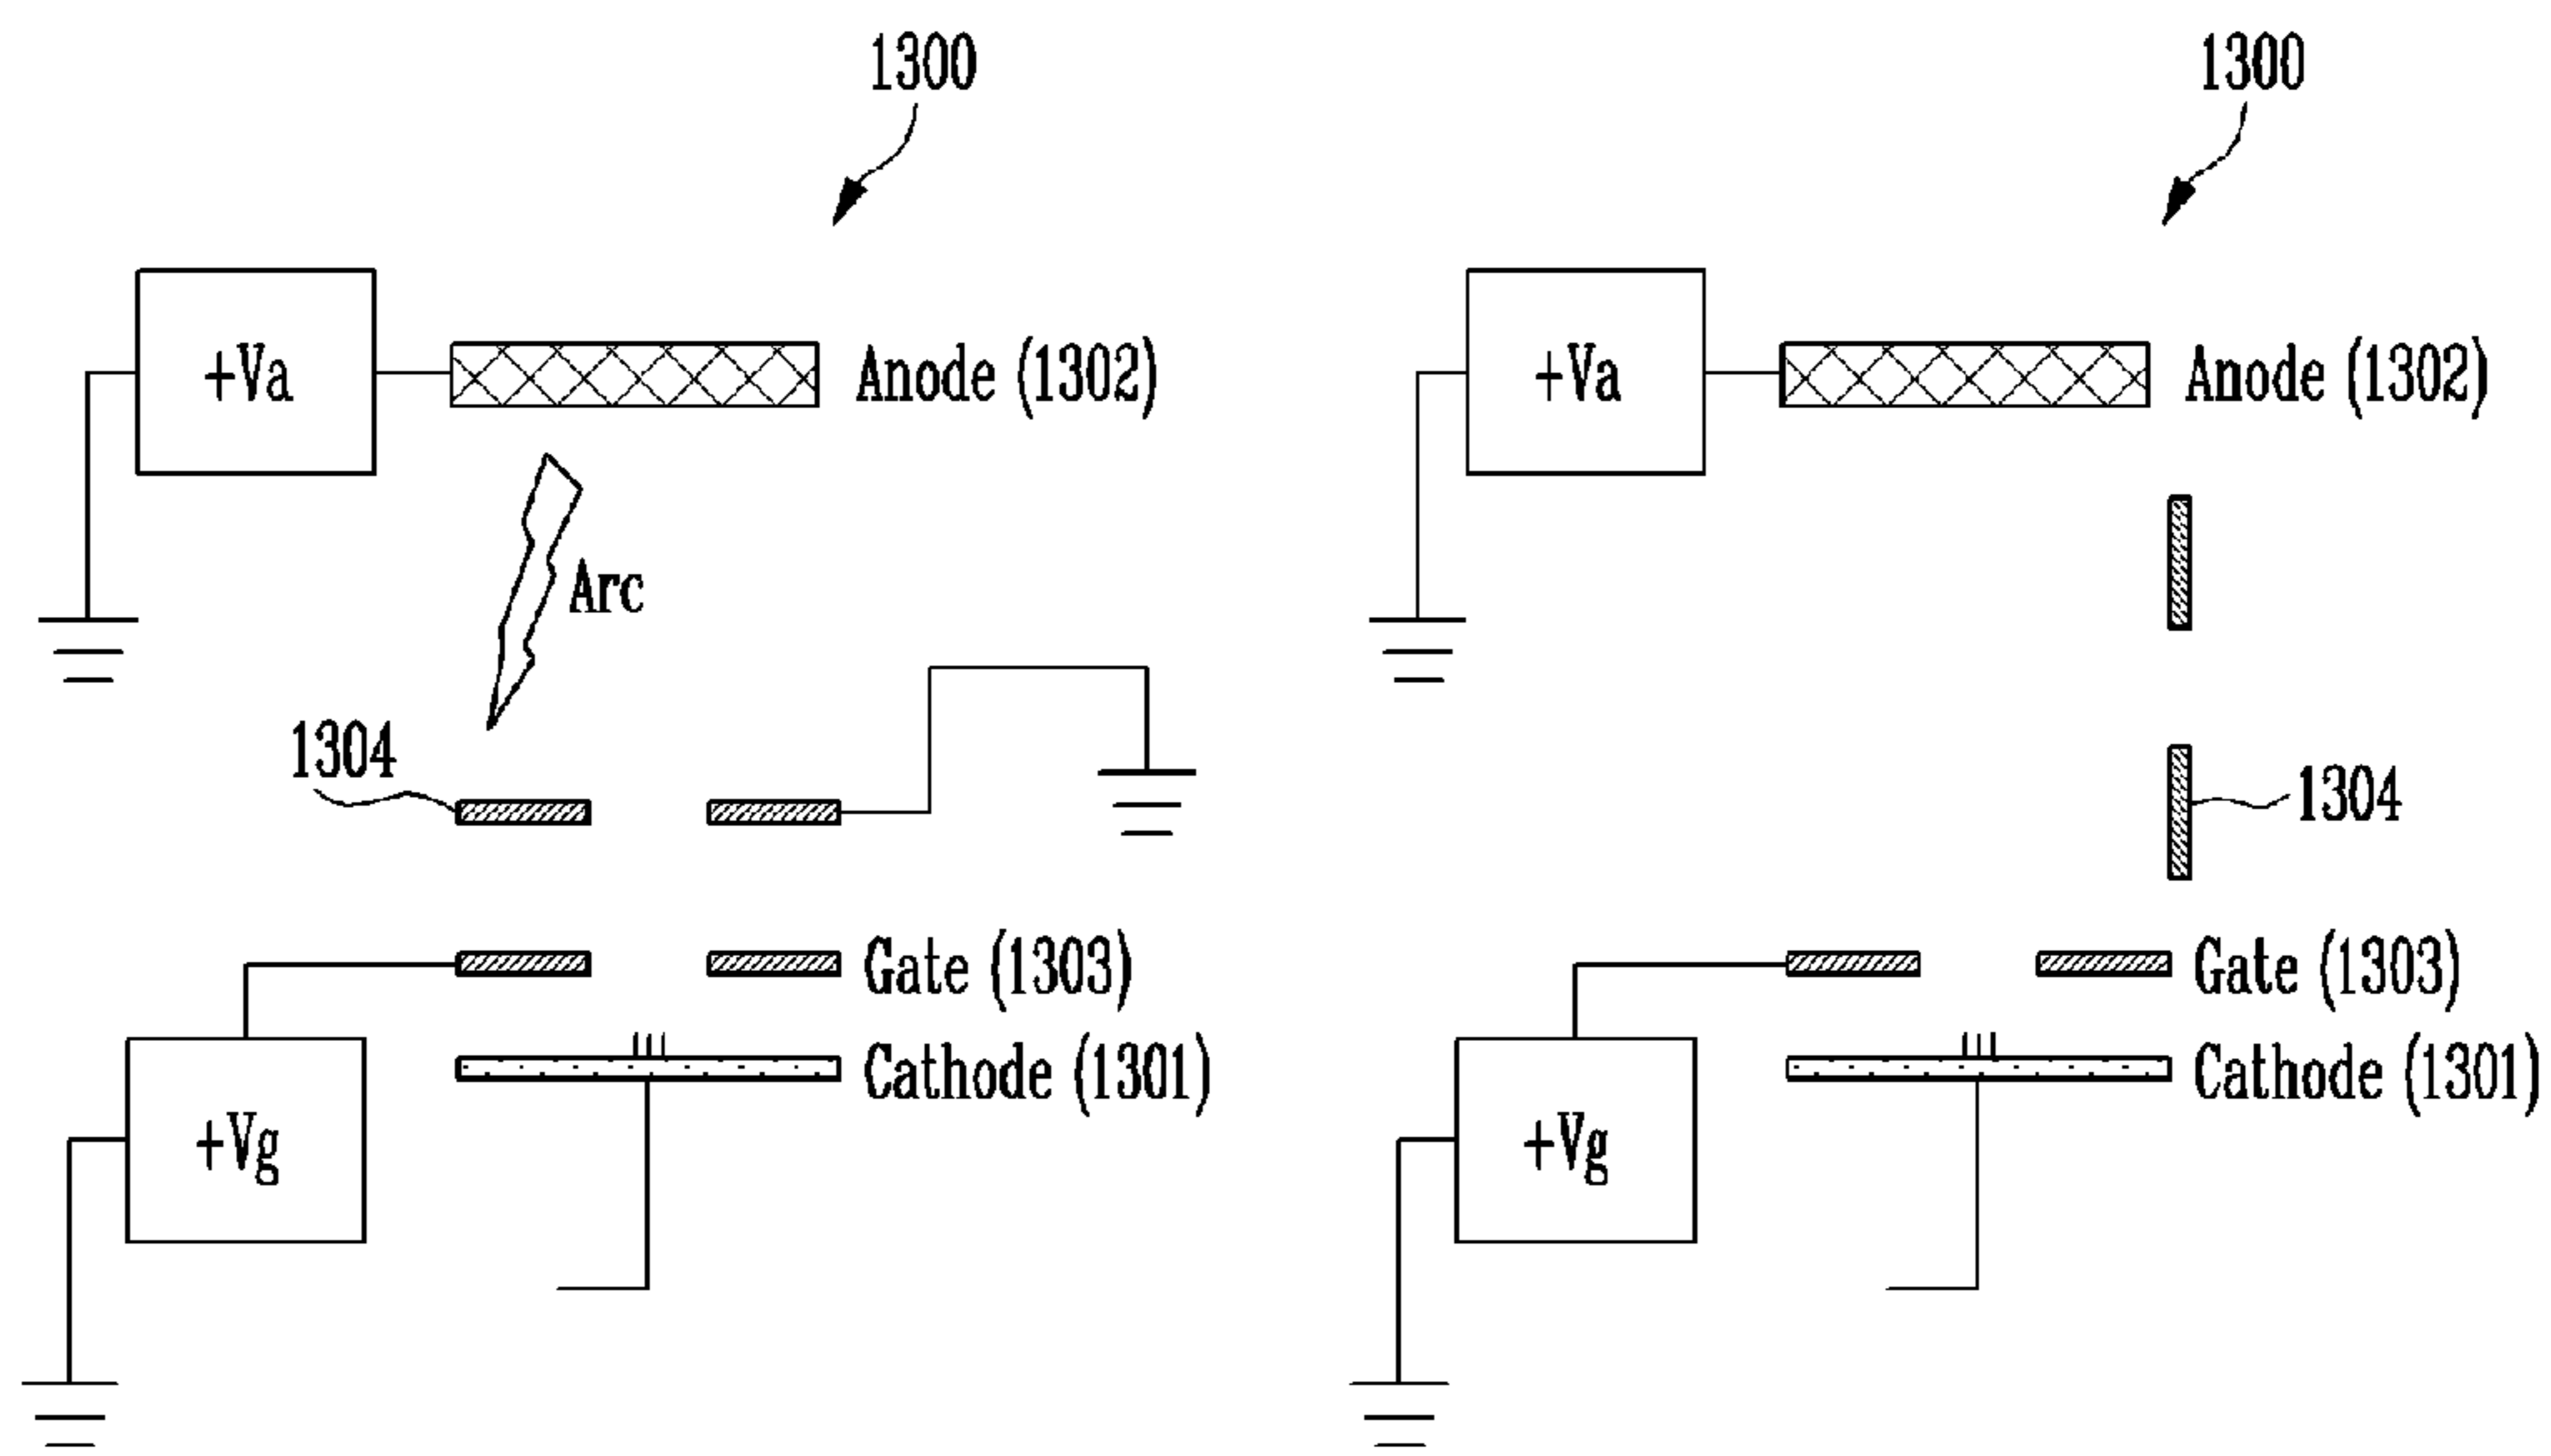 1300
+Va
Anode (1302)
Arc
1304
Gate (1303)
Cathode (1301)
+Vg
1300
+Va
Anode (1302)
1304
Gate (1303)
Cathode (1301)
+Vg